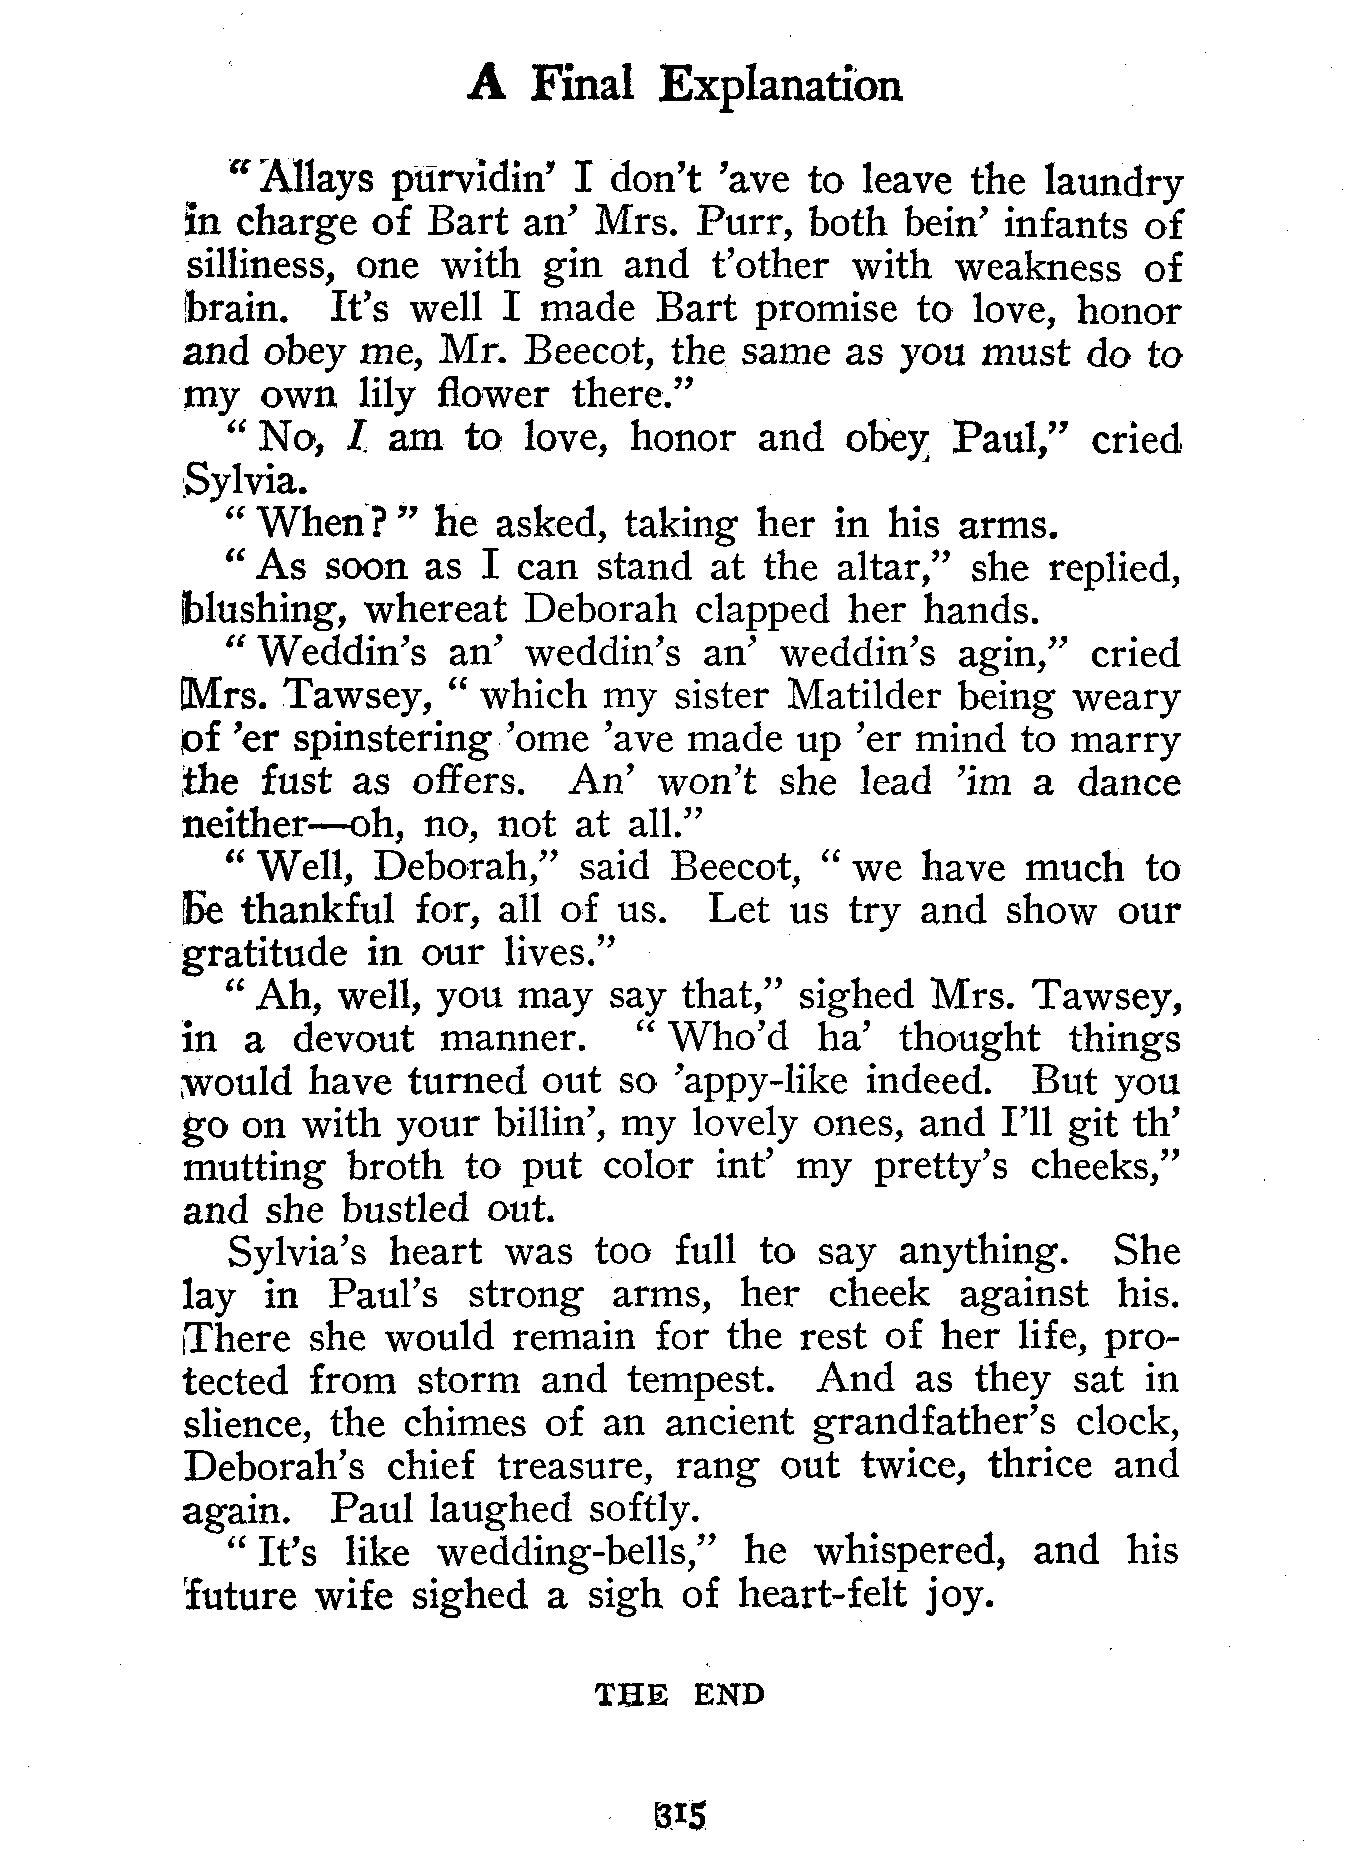 A Final Explanation
“Allays purvidin’ I don’t ’ave to leave the laundry
in charge of Bart an’ Mrs. Purr, both bein’ infants of
silliness, one with gin and t’other with weakness of
brain. It’s well I made Bart promise to love, honor
and obey me, Mr. Beecot, the same as you must do to
my own lily flower there.”
“No, I am to love, honor and obey Paul,” cried
Sylvia.
“When?” he asked, taking her in his arms.
“As soon as I can stand at the altar,” she replied,
blushing, whereat Deborah clapped her hands.
“Weddin’s an’ weddin’s an’ weddin’s agin,” cried
Mrs. Tawsey, “which my sister Matilder being weary
of ’er spinstering ’ome ’ave made up ’er mind to marry
the fust as offers. An’ won’t she lead ’im a dance
neither—oh, no, not at all.”
“Well, Deborah,” said Beecot, “we have much to
be thankful for, all of us. Let us try and show our
gratitude in our lives.”
“Ah, well, you may say that,” sighed Mrs. Tawsey,
in a devout manner. “Who’d ha’ thought things
would have turned out so ’appy-like indeed. But you
go on with your billin’, my lovely ones, and I’ll git th’
mutting broth to put color int’ my pretty’s cheeks,”
and she bustled out.
Sylvia’s heart was too full to say anything. She
lay in Paul’s strong arms, her cheek against his.
There she would remain for the rest of her life, pro-
tected from storm and tempest. And as they sat in
slience, the chimes of an ancient grandfather’s clock,
Deborah’s chief treasure, rang out twice, thrice and
again. Paul laughed softly.
“It’s like wedding-bells,” he whispered, and his
future wife sighed a sigh of heart-felt joy.
THE END
315